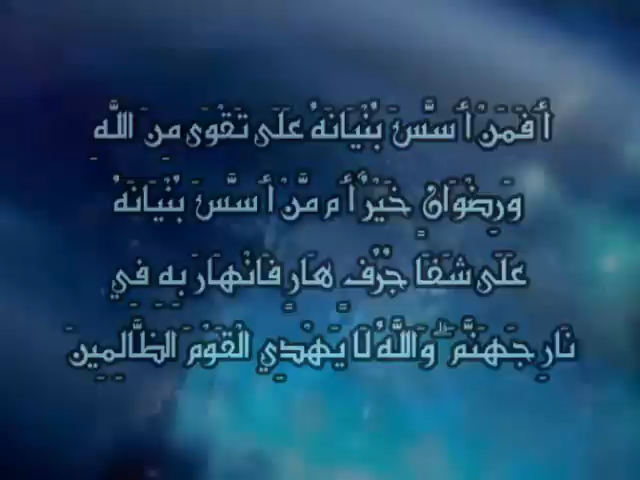 أَفَمَنْ أَسَّسَ بُنْيَانَهُ عَلَى تَقْوَى مِنَ اللَّهِ
وَرِضْوَانٍ خَيْرٌ أَم مَّنْ أَسَّسَ بُنْيَانَهُ
عَلَى شَفَا جُرُفٍ هَارٍ فَانْهَارَ بِهِ فِي
نَارِ جَهَنَّمَ ۗ وَاللَّهُ لَا يَهْدِي الْقَوْمَ الظَّالِمِينَ